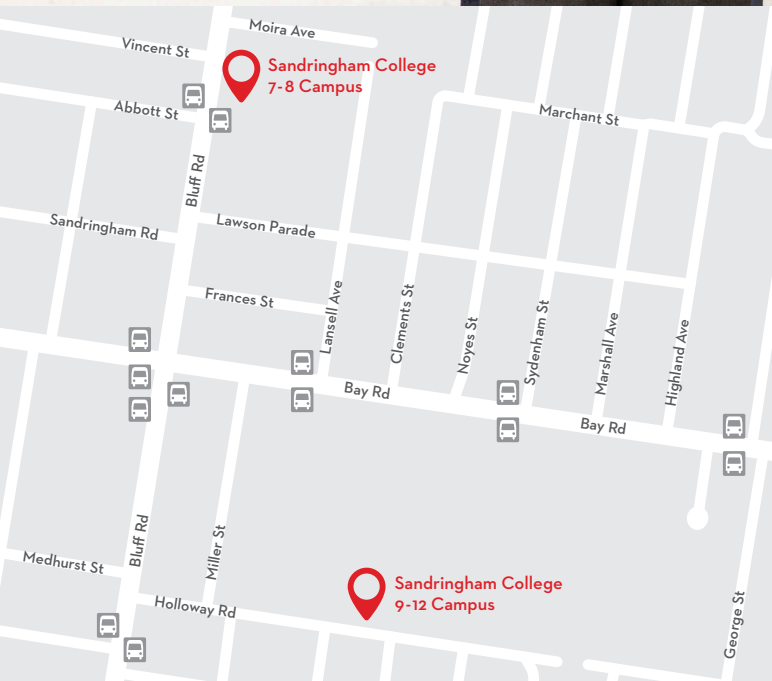 Moira Ave
Vincent St
Sandringham College
7-8 Campus
Abbott St
Marchant St
Bluff Rd
Sandringham Rd
Lawson Parade
Frances St
Lansell Ave
Clements St
Noyes St
Sydenham St
Marshall Ave
Highland Ave
Bay Rd
Bay Rd
Bluff Rd
Miller St
Medhurst St
Sandringham College
9-12 Campus
Holloway Rd
George St